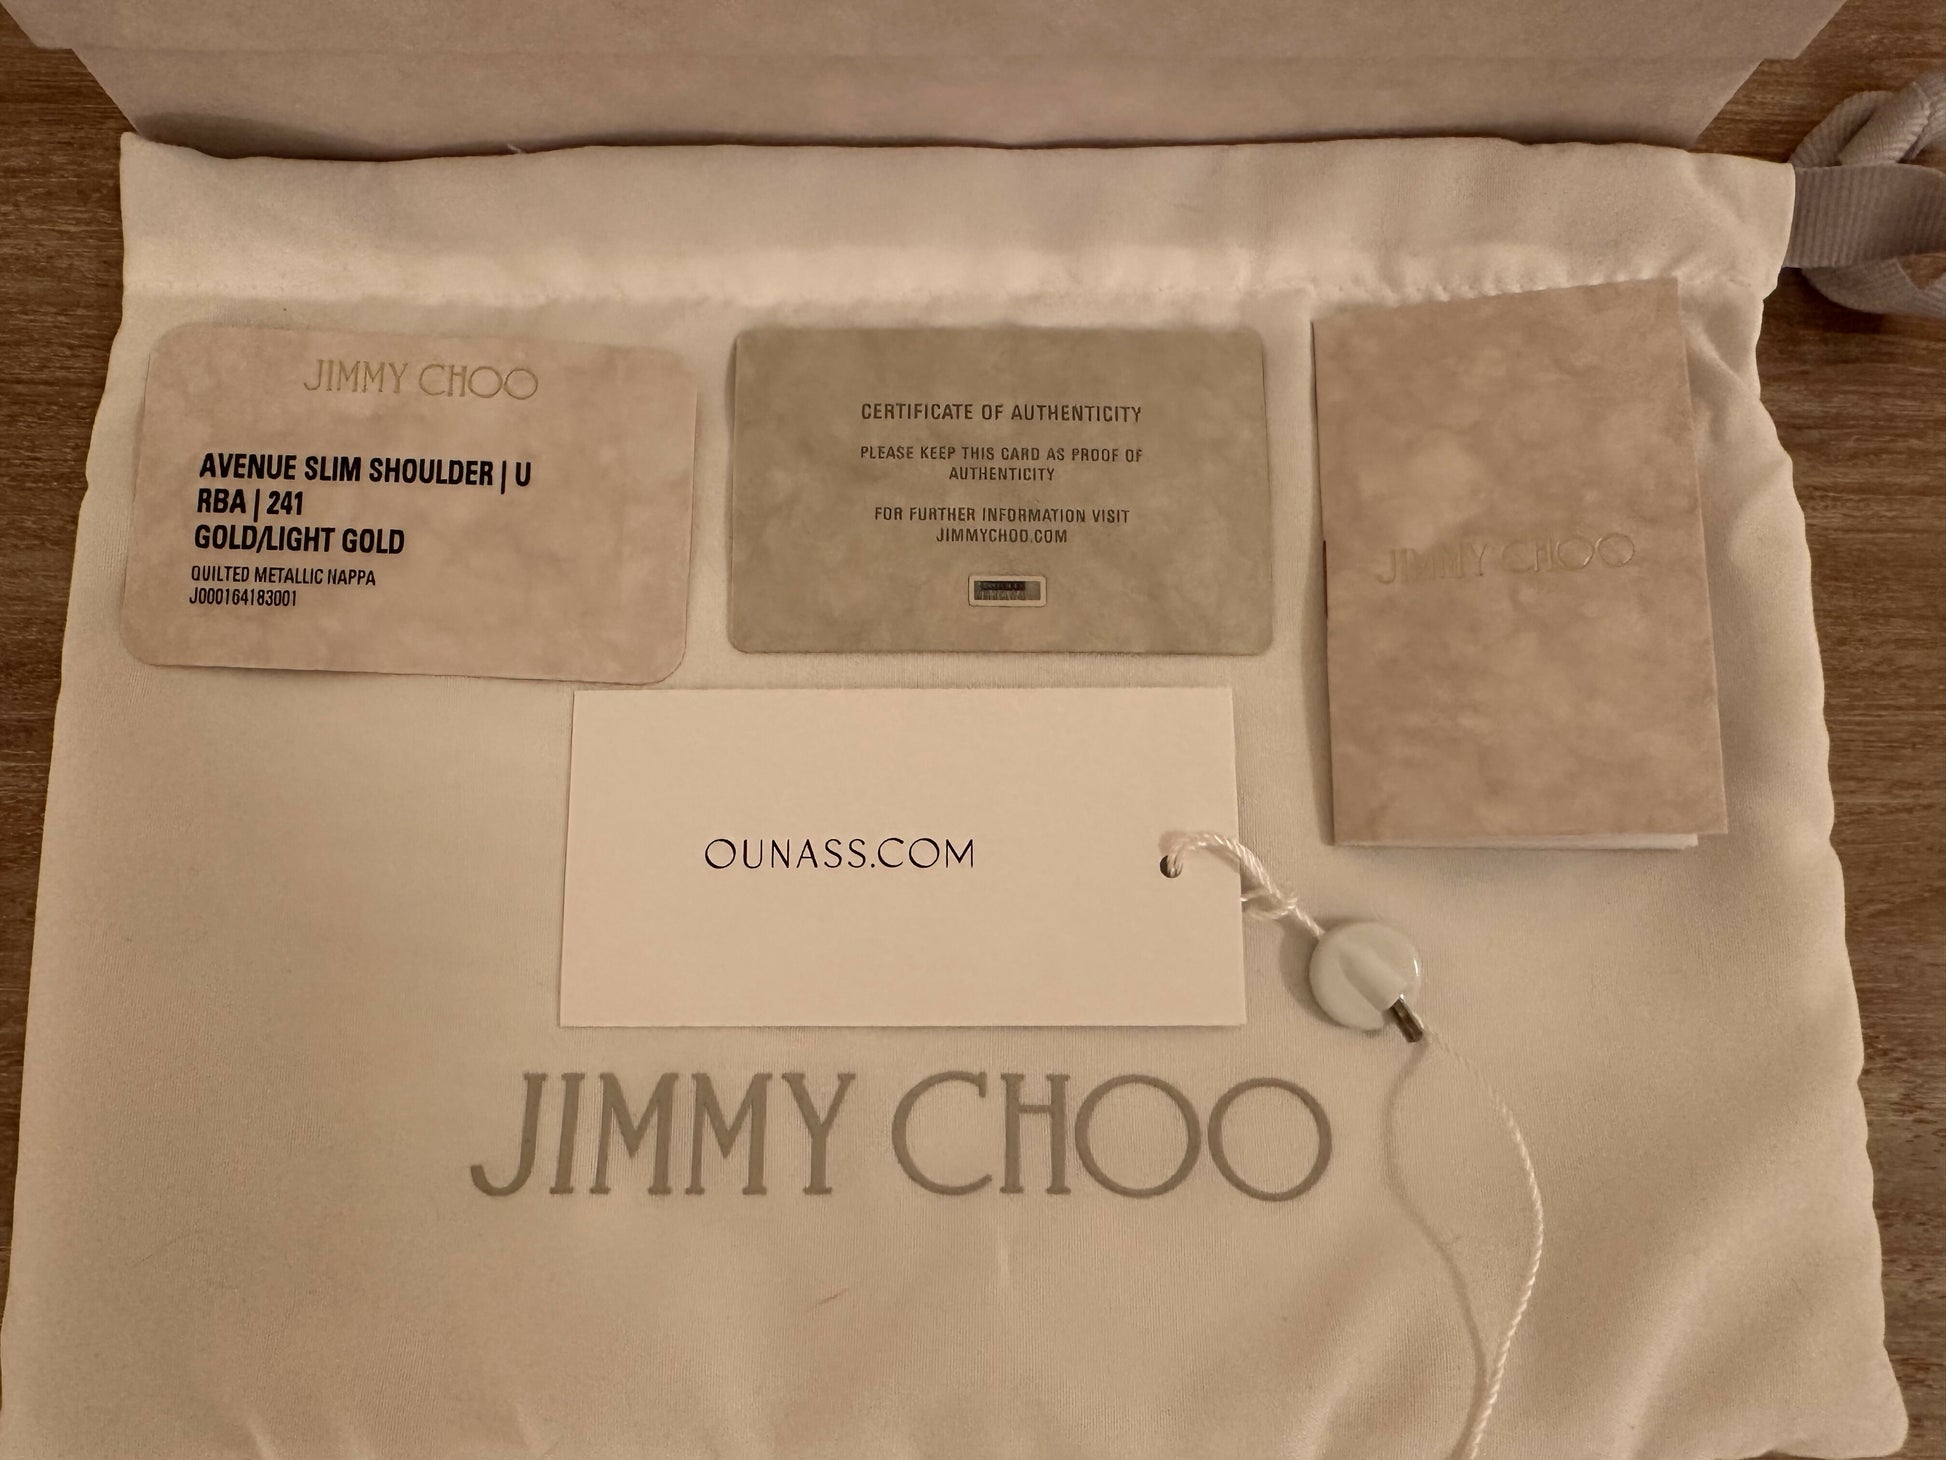 JIMMY CHOO
AVENUE SLIM SHOULDER | U
RBA | 241
GOLD/LIGHT GOLD
QUILTED METALLIC NAPPA
J000164183001
CERTIFICATE OF AUTHENTICITY
PLEASE KEEP THIS CARD AS PROOF OF
AUTHENTICITY
FOR FURTHER INFORMATION VISIT
JIMMYCHOO.COM
JIMMY CHOO
OUNASS.COM
JIMMY CHOO